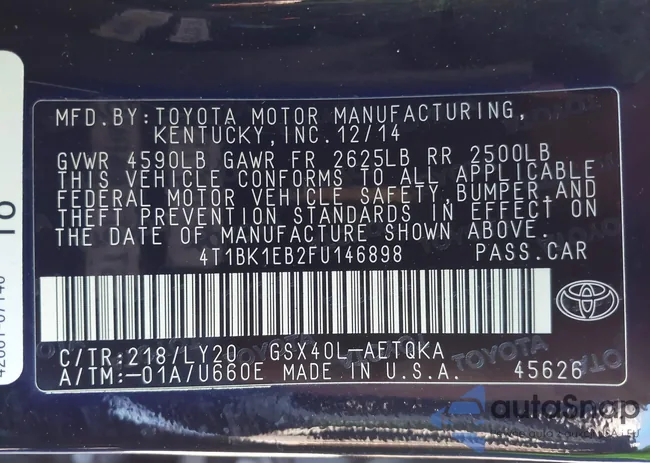 MFD.BY:TOYOTA MOTOR MANUFACTURING,
KENTUCKY,INC.12/14
GVWR 4590LB GAWR FR 2625LB RR 2500LB
THIS VEHICLE CONFORMS TO ALL APPLICABLE
FEDERAL MOTOR VEHICLE SAFETY,BUMPER,AND
THEFT PREVENTION STANDARDS IN EFFECT ON
THE DATE OF MANUFACTURE SHOWN ABOVE.
4T1BK1EB2FU146898 PASS.CAR
C/TR:218/LY20 GSX40L-AETQKA
A/TM:-01A/U660E MADE IN U.S.A. 45626
TOYOTA
autoSnap